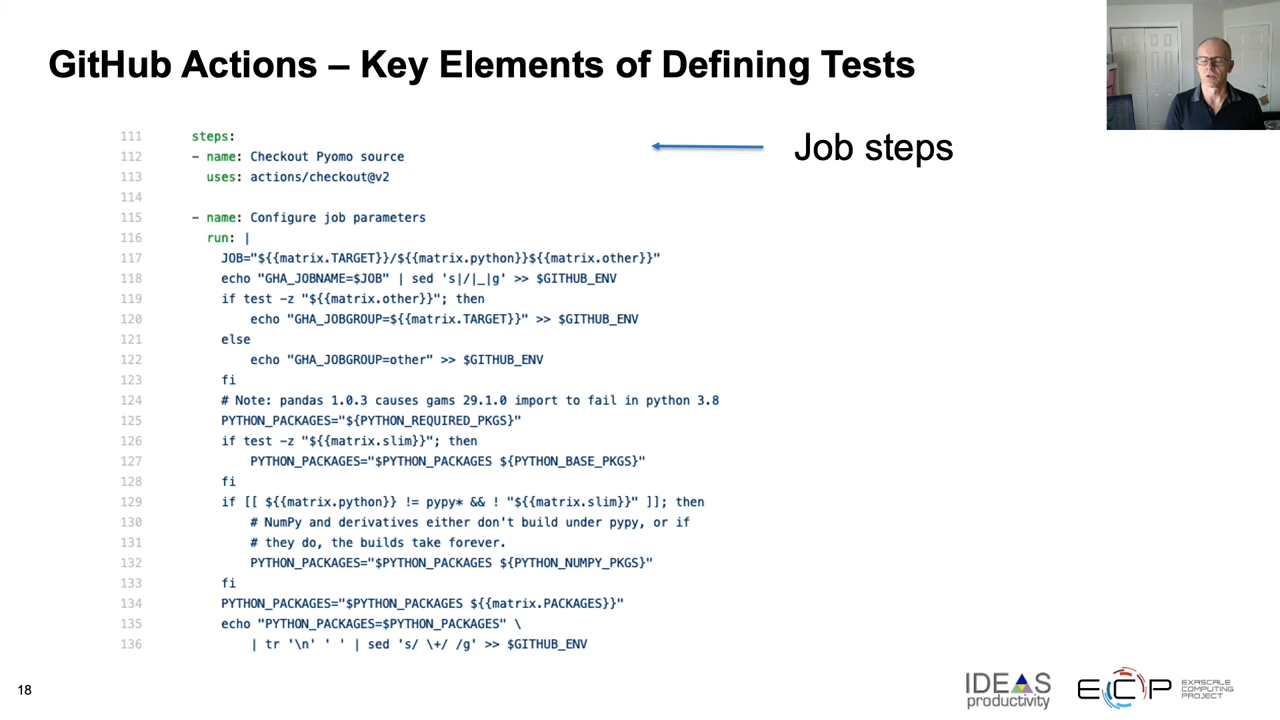 GitHub Actions – Key Elements of Defining Tests
111 steps:
112 - name: Checkout Pyomo source
113 uses: actions/checkout@v2
114
115 - name: Configure job parameters
116 run: |
117 JOB="${{matrix.TARGET}}/${{matrix.python}}${{matrix.other}}"
118 echo "GHA_JOBNAME=$JOB" | sed 's|/|_|g' >> $GITHUB_ENV
119 if test -z "${{matrix.other}}"; then
120 echo "GHA_JOBGROUP=${{matrix.TARGET}}" >> $GITHUB_ENV
121 else
122 echo "GHA_JOBGROUP=other" >> $GITHUB_ENV
123 fi
124 # Note: pandas 1.0.3 causes gams 29.1.0 import to fail in python 3.8
125 PYTHON_PACKAGES="${PYTHON_REQUIRED_PKGS}"
126 if test -z "${{matrix.slim}}"; then
127 PYTHON_PACKAGES="$PYTHON_PACKAGES ${PYTHON_BASE_PKGS}"
128 fi
129 if [[ ${{matrix.python}} != pypy* && ! "${{matrix.slim}}" ]]; then
130 # NumPy and derivatives either don't build under pypy, or if
131 # they do, the builds take forever.
132 PYTHON_PACKAGES="$PYTHON_PACKAGES ${PYTHON_NUMPY_PKGS}"
133 fi
134 PYTHON_PACKAGES="$PYTHON_PACKAGES ${{matrix.PACKAGES}}"
135 echo "PYTHON_PACKAGES=$PYTHON_PACKAGES" \
136 | tr '\n' ' ' | sed 's/ \+/ /g' >> $GITHUB_ENV
Job steps
18
IDEAS
productivity
ECP
EXASCALE
COMPUTING
PROJECT